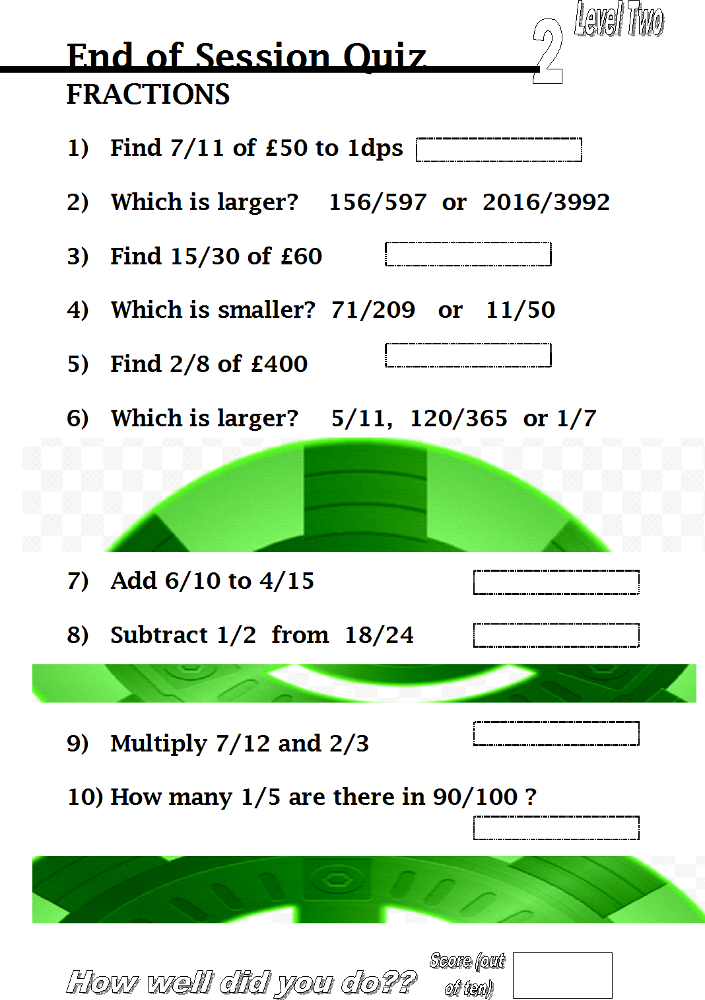 Level Two
2
End of Session Quiz
FRACTIONS
1) Find 7/11 of £50 to 1dps
2) Which is larger? 156/597 or 2016/3992
3) Find 15/30 of £60
4) Which is smaller? 71/209 or 11/50
5) Find 2/8 of £400
6) Which is larger? 5/11, 120/365 or 1/7
7) Add 6/10 to 4/15
8) Subtract 1/2 from 18/24
9) Multiply 7/12 and 2/3
10) How many 1/5 are there in 90/100 ?
How well did you do??
Score (out
of ten)